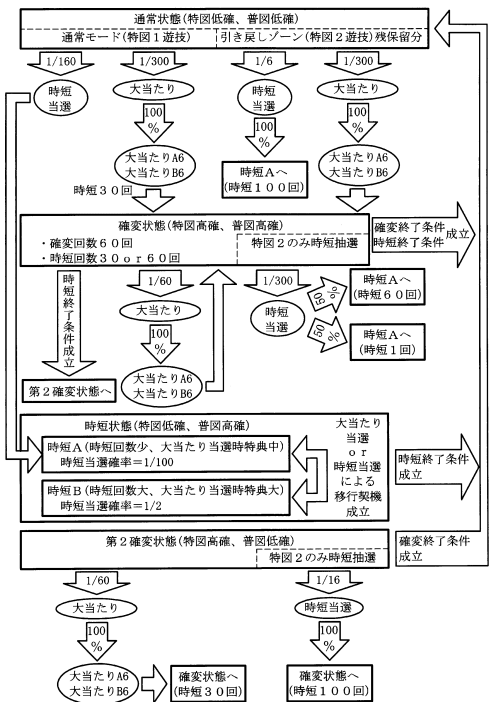 通常状態(特図低確、普図低確)
通常モード(特図1遊技)
引き戻しゾーン(特図2遊技)残保留分
1/160
1/300
1/6
1/300
時短
当選
大当たり
時短
当選
大当たり
100
%
100
%
100
%
大当たりA6
大当たりB6
時短Aへ
(時短100回)
大当たりA6
大当たりB6
時短30回
確変状態(特図高確、普図高確)
・確変回数60回
・時短回数30or60回
特図2のみ時短抽選
確変終了条件
時短終了条件
成立
時短終了条件成立
1/60
1/300
大当たり
時短
当選
50
%
時短Aへ
(時短60回)
50
%
時短Aへ
(時短1回)
100
%
第2確変状態へ
大当たりA6
大当たりB6
時短状態(特図低確、普図高確)
時短A(時短回数少、大当たり当選時特典中)
時短当選確率=1/100
時短B(時短回数大、大当たり当選時特典大)
時短当選確率=1/2
大当たり
当選
or
時短当選
による
移行契機
成立
時短終了条件
成立
第2確変状態(特図高確、普図低確)
特図2のみ時短抽選
確変終了条件
成立
1/60
1/16
大当たり
時短当選
100
%
100
%
大当たりA6
大当たりB6
確変状態へ
(時短30回)
確変状態へ
(時短100回)